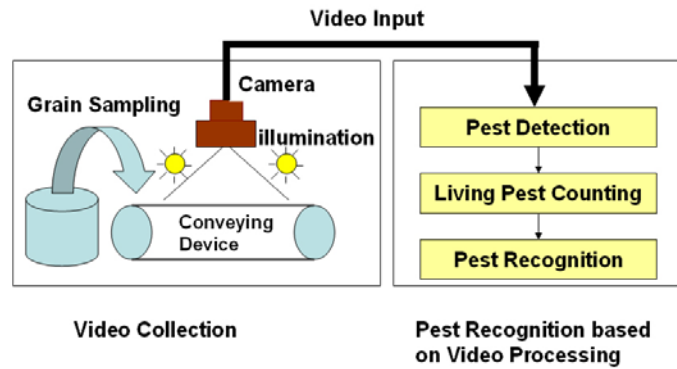 Video Input
Grain Sampling
Camera
illumination
Conveying
Device
Pest Detection
Living Pest Counting
Pest Recognition
Video Collection
Pest Recognition based
on Video Processing